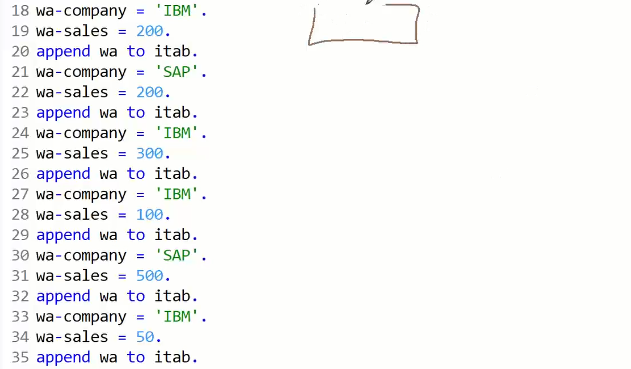 18 wa-company = 'IBM'.
19 wa-sales = 200.
20 append wa to itab.
21 wa-company = 'SAP'.
22 wa-sales = 200.
23 append wa to itab.
24 wa-company = 'IBM'.
25 wa-sales = 300.
26 append wa to itab.
27 wa-company = 'IBM'.
28 wa-sales = 100.
29 append wa to itab.
30 wa-company = 'SAP'.
31 wa-sales = 500.
32 append wa to itab.
33 wa-company = 'IBM'.
34 wa-sales = 50.
35 append wa to itab.